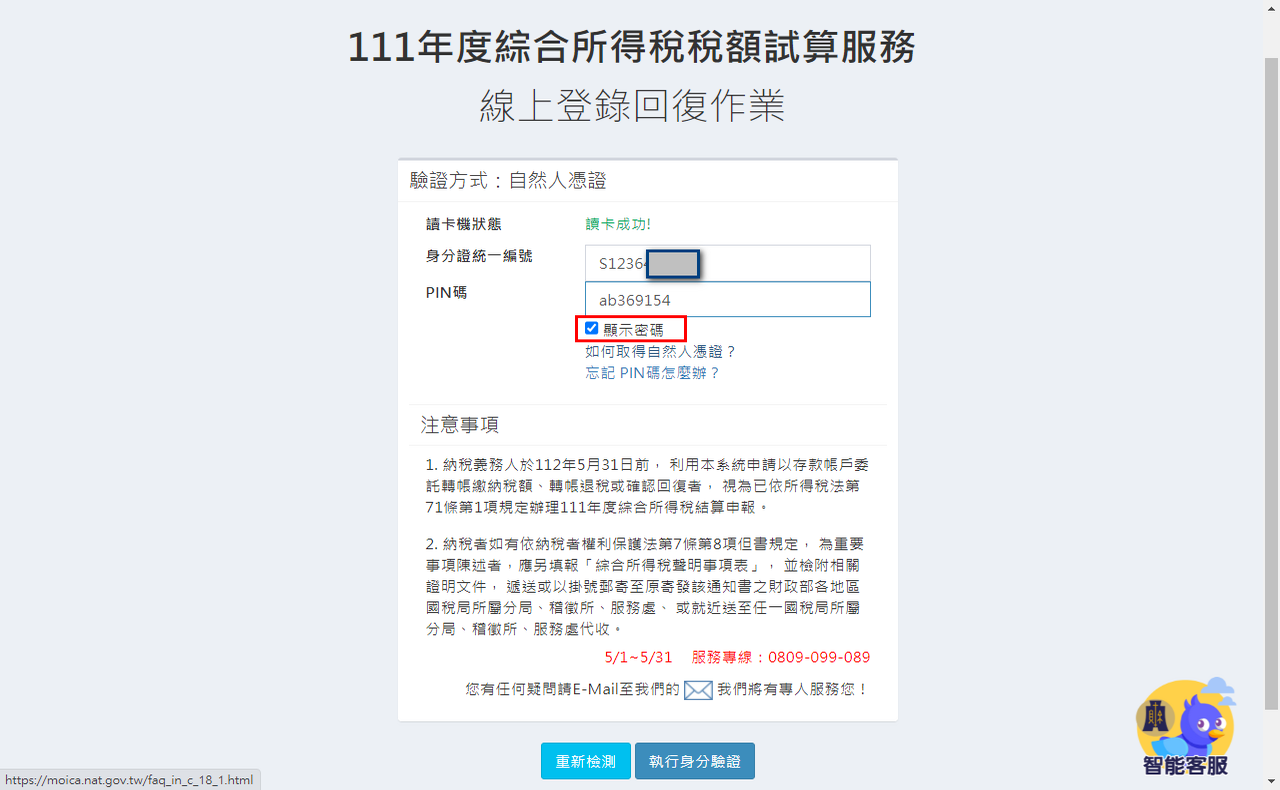 111年度綜合所得稅稅額試算服務
線上登錄回復作業
驗證方式：自然人憑證
讀卡機狀態 讀卡成功!
身分證統一編號 S1236
PIN碼 ab369154
顯示密碼
如何取得自然人憑證？
忘記 PIN碼怎麼辦？
注意事項
1. 納稅義務人於112年5月31日前， 利用本系統申請以存款帳戶委
託轉帳繳納稅額、轉帳退稅或確認回復者， 視為已依所得稅法第
71條第1項規定辦理111年度綜合所得稅結算申報。
2. 納稅者如有依納稅者權利保護法第7條第8項但書規定， 為重要
事項陳述者，應另填報「綜合所得稅聲明事項表」， 並檢附相關
證明文件， 遞送或以掛號郵寄至原寄發該通知書之財政部各地區
國稅局所屬分局、稽徵所、服務處、 或就近送至任一國稅局所屬
分局、稽徵所、服務處代收。
5/1~5/31 服務專線：0809-099-089
您有任何疑問請E-Mail至我們的 我們將有專人服務您！
重新檢測 執行身分驗證
財
智能客服
https://moica.nat.gov.tw/faq_in_c_18_1.html